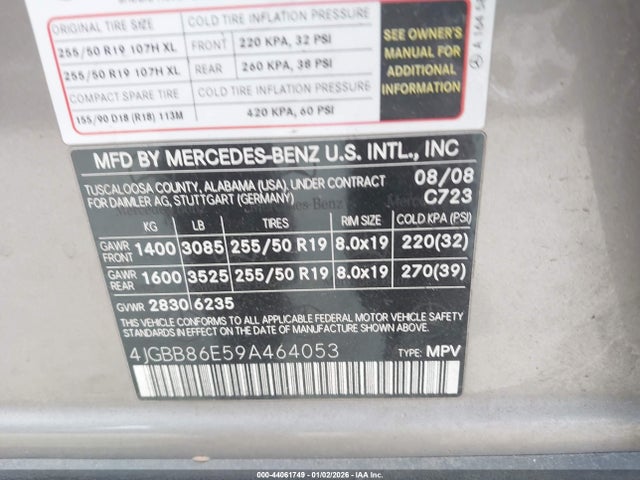 COLD TIRE INFLATION PRESSURE
ORIGINAL TIRE SIZE
255/50 R19 107H XL FRONT 220 KPA, 32 PSI
255/50 R19 107H XL REAR 260 KPA, 38 PSI
COMPACT SPARE TIRE COLD TIRE INFLATION PRESSURE
155/90 D18 (R18) 113M 420 KPA, 60 PSI
SEE OWNER'S
MANUAL FOR
ADDITIONAL
INFORMATION
A 164 58
MFD BY MERCEDES-BENZ U.S. INTL., INC
TUSCALOOSA COUNTY, ALABAMA (USA), UNDER CONTRACT 08/08
FOR DAIMLER AG, STUTTGART (GERMANY) C723
KG LB TIRES RIM SIZE COLD KPA (PSI)
GAWR FRONT 1400 3085 255/50 R19 8.0x19 220(32)
GAWR REAR 1600 3525 255/50 R19 8.0x19 270(39)
GVWR 2830 6235
THIS VEHICLE CONFORMS TO ALL APPLICABLE FEDERAL MOTOR VEHICLE SAFETY
STANDARDS IN EFFECT ON THE DATE OF MANUFACTURE SHOWN ABOVE.
4JGBB86E59A464053 TYPE: MPV
000-44061749 - 01/02/2026 - IAA Inc.